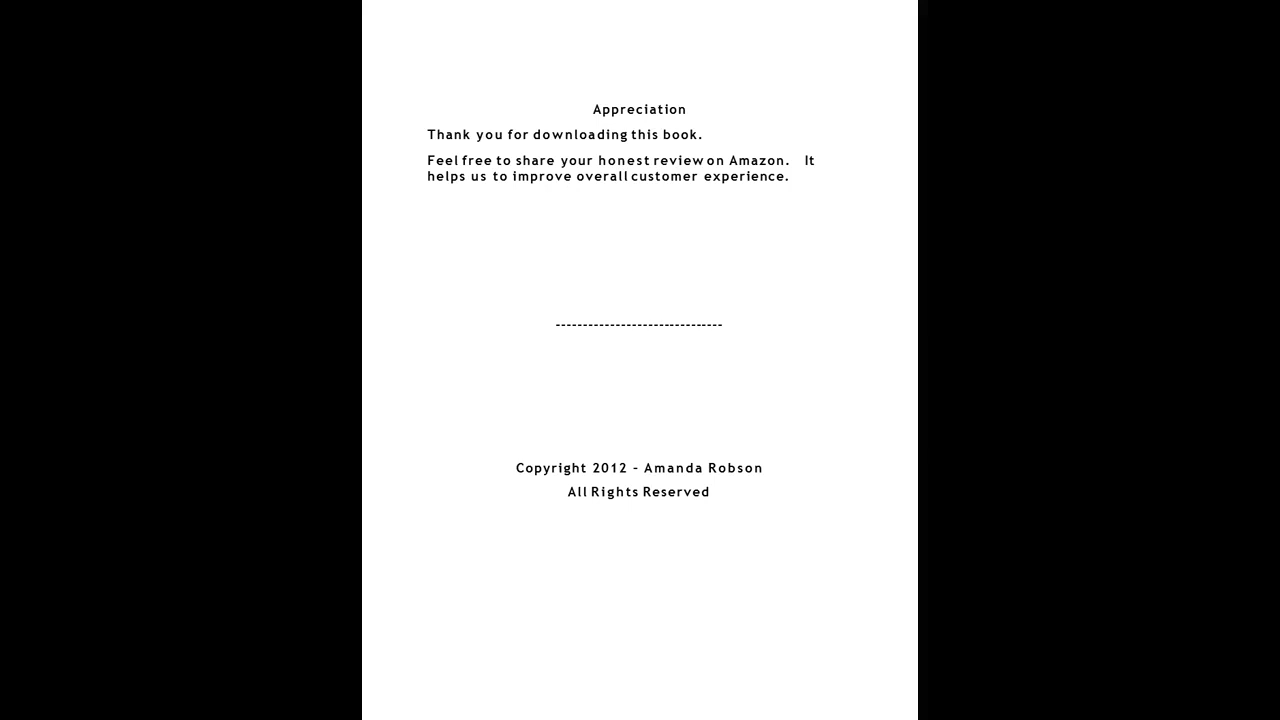 Appreciation
Thank you for downloading this book.
Feel free to share your honest review on Amazon. It
helps us to improve overall customer experience.
-------------------------------
Copyright 2012 - Amanda Robson
All Rights Reserved